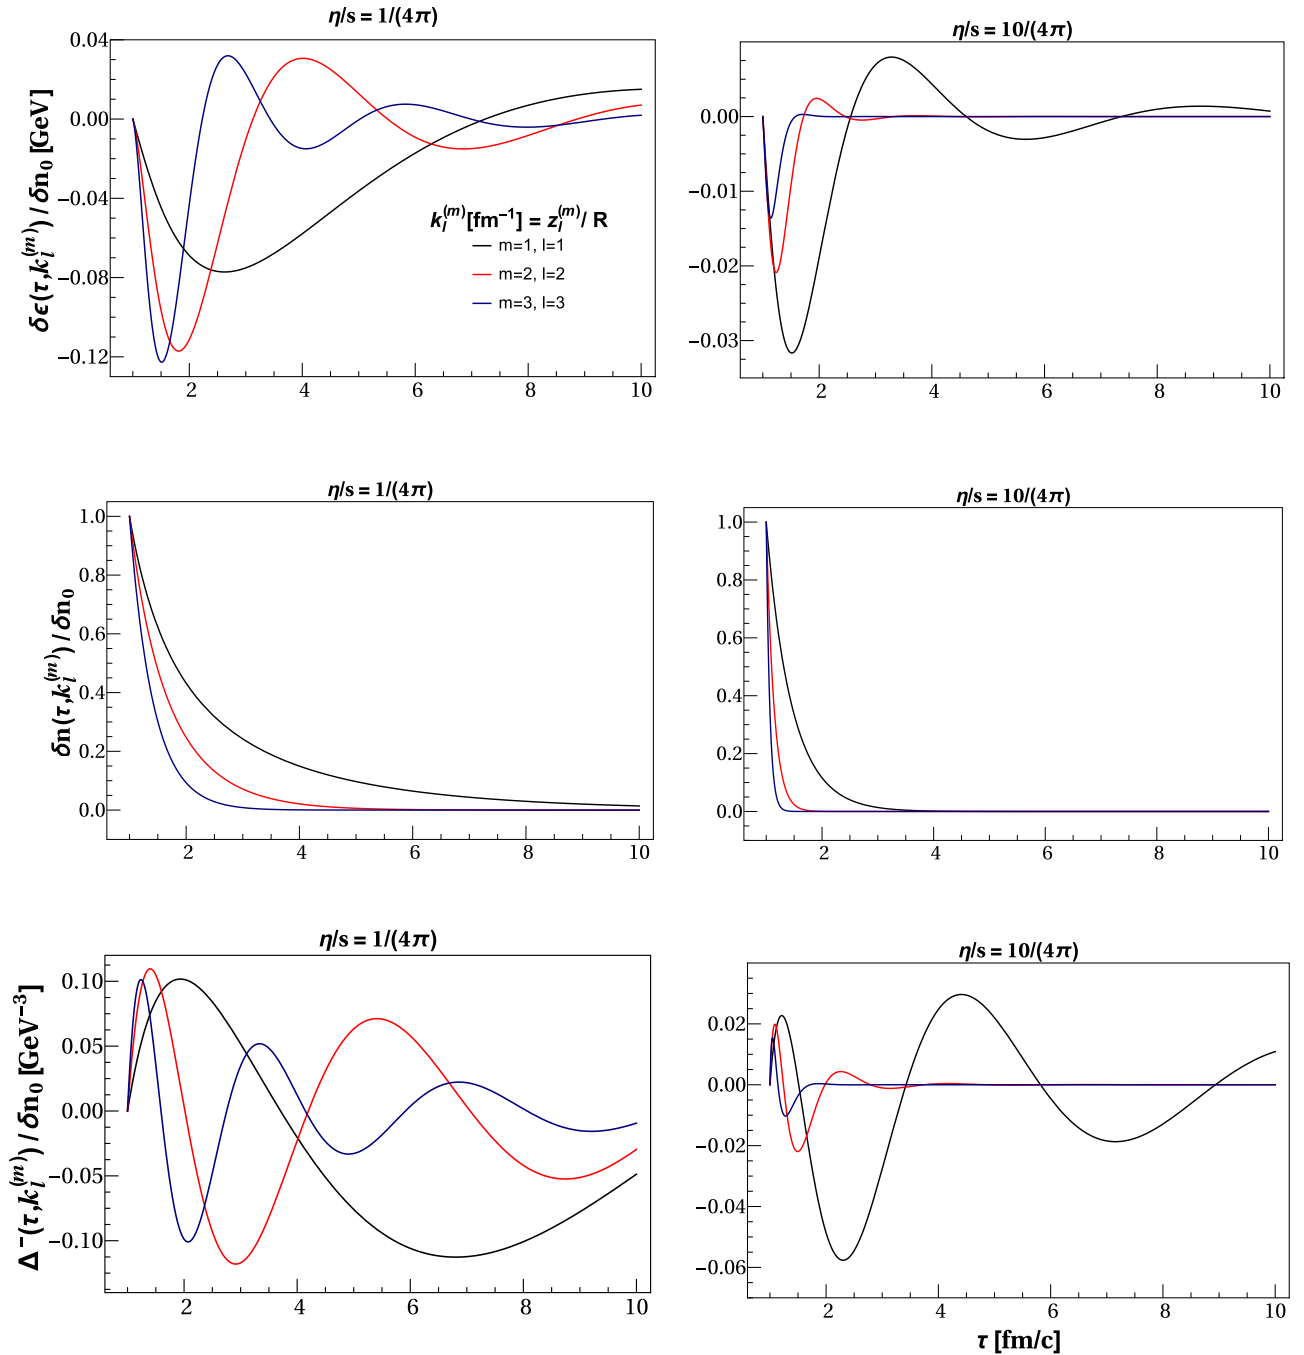 η/s = 1/(4π)
δϵ(τ,k_l^(m)) / δn₀ [GeV]
0.04
0.00
−0.04
−0.08
−0.12
k_l^(m)[fm⁻¹] = z_l^(m)/ R
m=1, l=1
m=2, l=2
m=3, l=3
2 4 6 8 10
η/s = 10/(4π)
0.00
−0.01
−0.02
−0.03
2 4 6 8 10
η/s = 1/(4π)
δn(τ,k_l^(m)) / δn₀
1.0
0.8
0.6
0.4
0.2
0.0
2 4 6 8 10
η/s = 10/(4π)
1.0
0.8
0.6
0.4
0.2
0.0
2 4 6 8 10
η/s = 1/(4π)
Δ⁻(τ,k_l^(m)) / δn₀ [GeV⁻³]
0.10
0.05
0.00
−0.05
−0.10
2 4 6 8 10
η/s = 10/(4π)
0.02
0.00
−0.02
−0.04
−0.06
2 4 6 8 10
τ [fm/c]